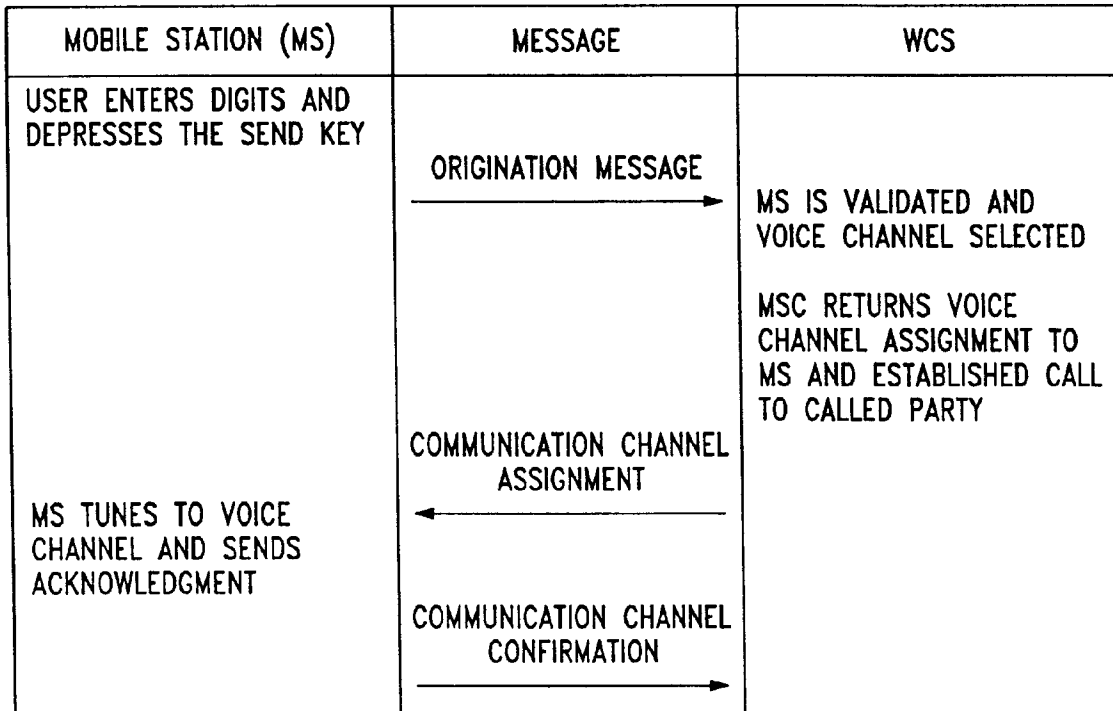 MOBILE STATION (MS)
MESSAGE
WCS
USER ENTERS DIGITS AND
DEPRESSES THE SEND KEY
ORIGINATION MESSAGE
MS IS VALIDATED AND
VOICE CHANNEL SELECTED
MSC RETURNS VOICE
CHANNEL ASSIGNMENT TO
MS AND ESTABLISHED CALL
TO CALLED PARTY
COMMUNICATION CHANNEL
ASSIGNMENT
MS TUNES TO VOICE
CHANNEL AND SENDS
ACKNOWLEDGMENT
COMMUNICATION CHANNEL
CONFIRMATION